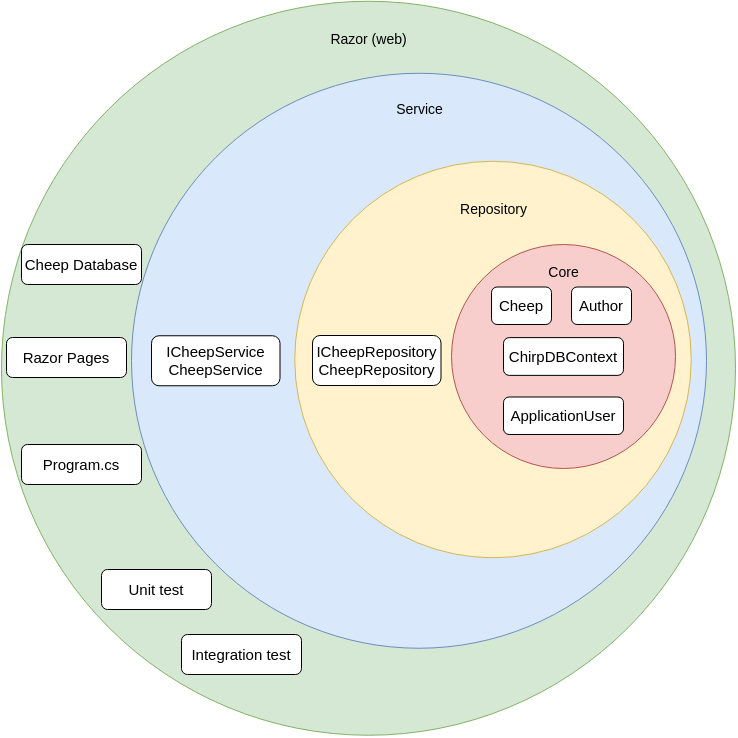 Razor (web)
Service
Repository
Core
Cheep Database
Cheep
Author
Razor Pages
ICheepService
CheepService
ICheepRepository
CheepRepository
ChirpDBContext
ApplicationUser
Program.cs
Unit test
Integration test